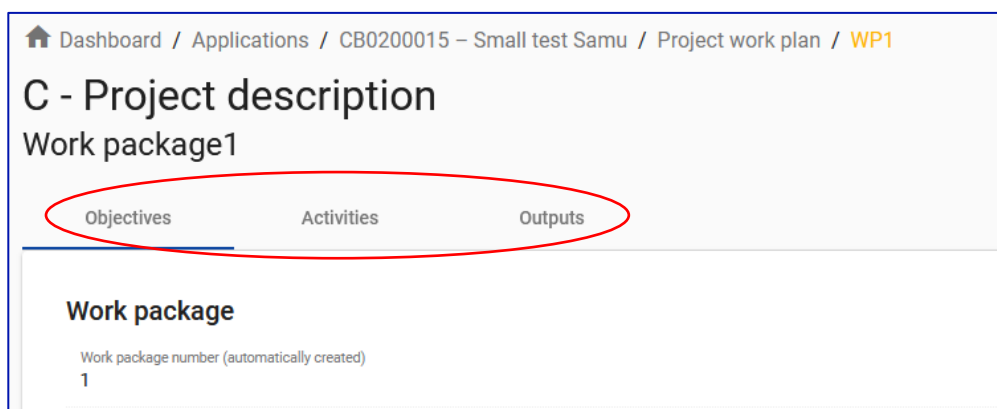 Dashboard / Applications / CB0200015 – Small test Samu / Project work plan / WP1
C - Project description
Work package1
Objectives Activities Outputs
Work package
Work package number (automatically created)
1